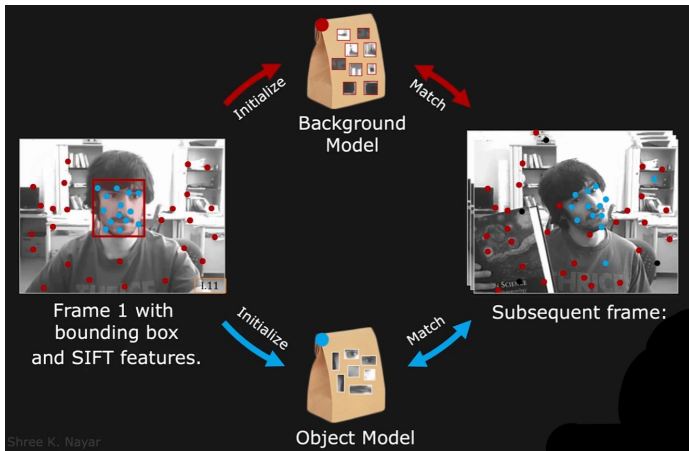 Initialize
Match
Background
Model
I.11
Frame 1 with
bounding box
and SIFT features.
Initialize
Match
Subsequent frame:
Object Model
Shree K. Nayar